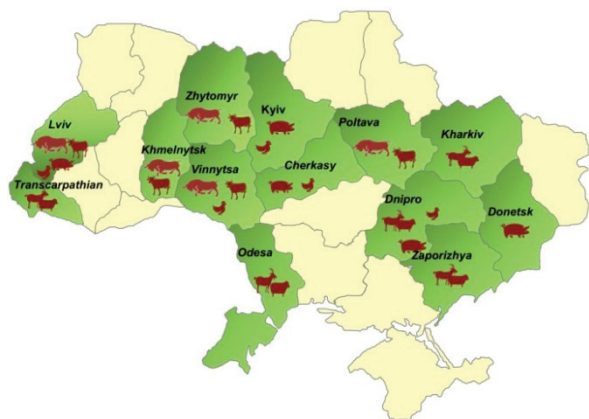 Zhytomyr
Kyiv
Lviv
Poltava
Kharkiv
Khmelnytsk
Vinnytsa
Cherkasy
Transcarpathian
Dnipro
Donetsk
Odesa
Zaporizhya